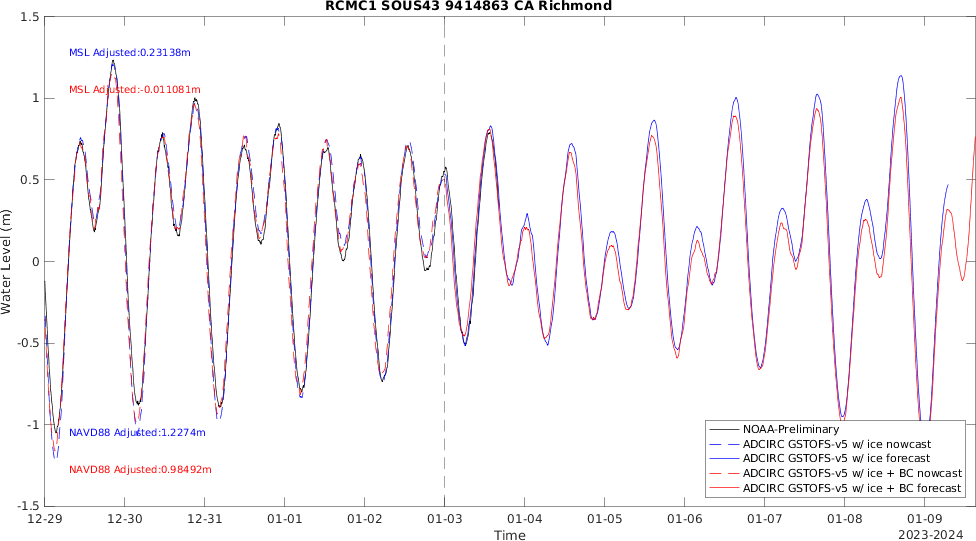 RCMC1 SOUS43 9414863 CA Richmond
1.5
MSL Adjusted:0.23138m
MSL Adjusted:-0.011081m
1
0.5
0
-0.5
-1
-1.5
Water Level (m)
NAVD88 Adjusted:1.2274m
NAVD88 Adjusted:0.98492m
NOAA-Preliminary
ADCIRC GSTOFS-v5 w/ ice nowcast
ADCIRC GSTOFS-v5 w/ ice forecast
ADCIRC GSTOFS-v5 w/ ice + BC nowcast
ADCIRC GSTOFS-v5 w/ ice + BC forecast
12-29 12-30 12-31 01-01 01-02 01-03 01-04 01-05 01-06 01-07 01-08 01-09
Time
2023-2024